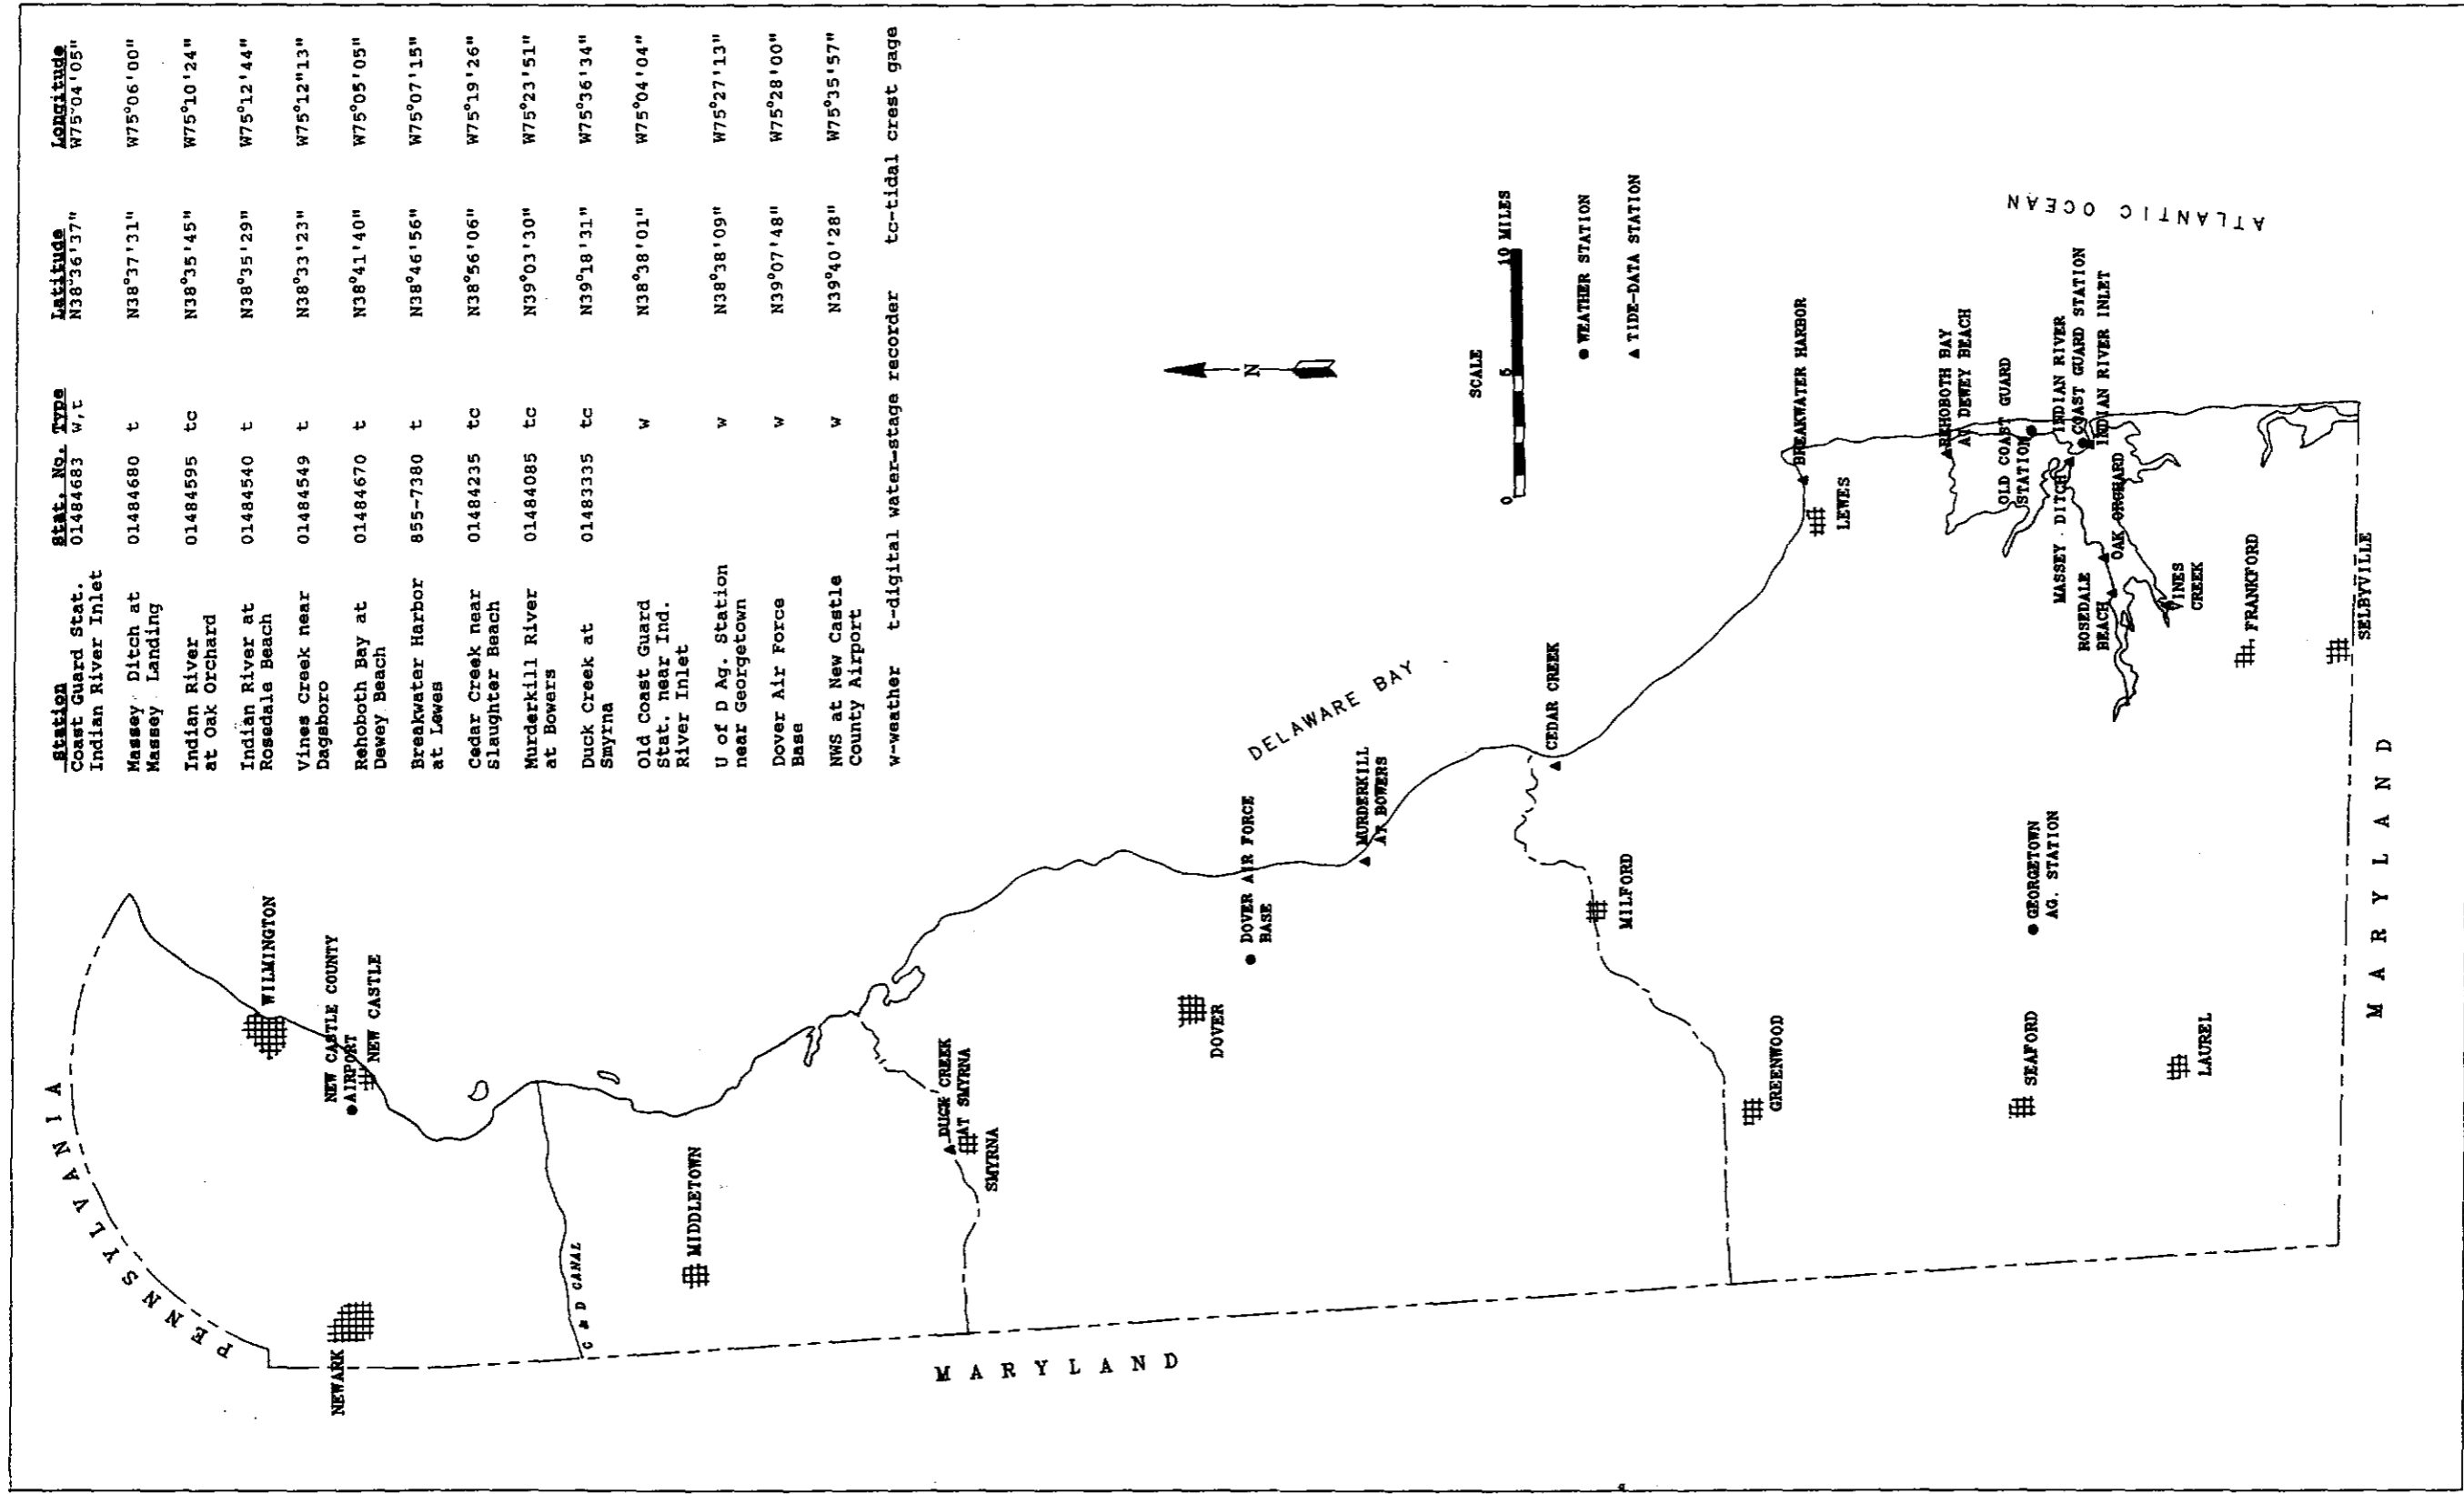 Station Stat. No. Type Latitude Longitude
Coast Guard Stat. 01484683 w,t N38°36'37" W75°04'05"
Indian River Inlet
Massey Ditch at 01484680 t N38°37'31" W75°06'00"
Massey Landing
Indian River 01484595 tc N38°35'45" W75°10'24"
at Oak Orchard
Indian River at 01484540 t N38°35'29" W75°12'44"
Rosedale Beach
Vines Creek near 01484549 t N38°33'23" W75°12"13"
Dagsboro
Rehoboth Bay at 01484670 t N38°41'40" W75°05'05"
Dewey Beach
Breakwater Harbor 855-7380 t N38°46'56" W75°07'15"
at Lewes
Cedar Creek near 01484235 tc N38°56'06" W75°19'26"
Slaughter Beach
Murderkill River 01484085 tc N39°03'30" W75°23'51"
at Bowers
Duck Creek at 01483335 tc N39°18'31" W75°36'34"
Smyrna
Old Coast Guard w N38°38'01" W75°04'04"
Stat. near Ind.
River Inlet
U of D Ag. Station w N38°38'09" W75°27'13"
near Georgetown
Dover Air Force w N39°07'48" W75°28'00"
Base
NWS at New Castle w N39°40'28" W75°35'57"
County Airport
w-weather t-digital water-stage recorder tc-tidal crest gage
PENNSYLVANIA
WILMINGTON
NEW CASTLE COUNTY
AIRPORT
NEW CASTLE
NEWARK
C & D CANAL
MIDDLETOWN
DUCK CREEK
AT SMYRNA
SMYRNA
MARYLAND
DOVER
DOVER AIR FORCE
BASE
MURDERKILL
AT BOWERS
DELAWARE BAY
N
SCALE
0 5 10 MILES
WEATHER STATION
TIDE-DATA STATION
CEDAR CREEK
MILFORD
GREENWOOD
BREAKWATER HARBOR
LEWES
REHOBOTH BAY
AT DEWEY BEACH
OLD COAST GUARD
STATION
INDIAN RIVER
COAST GUARD STATION
INDIAN RIVER INLET
MASSEY DITCH
OAK ORCHARD
ROSEDALE
BEACH
VINES
CREEK
ATLANTIC OCEAN
GEORGETOWN
AG. STATION
SEAFORD
LAUREL
FRANKFORD
SELBYVILLE
MARYLAND